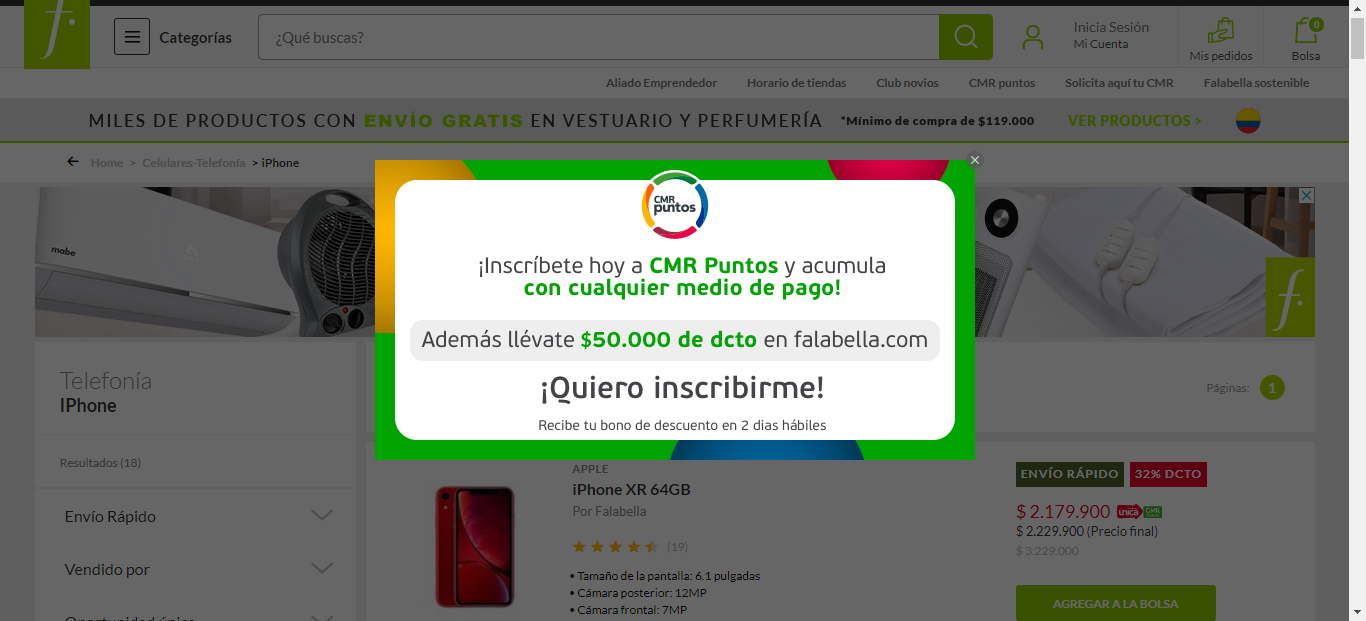 f.
Categorías
¿Qué buscas?
Inicia Sesión
Mi Cuenta
Mis pedidos
0
Bolsa
Aliado Emprendedor
Horario de tiendas
Club novios
CMR puntos
Solicita aquí tu CMR
Falabella sostenible
MILES DE PRODUCTOS CON ENVÍO GRATIS EN VESTUARIO Y PERFUMERÍA *Mínimo de compra de $119.000 VER PRODUCTOS >
Home > Celulares-Telefonía > iPhone
mabe
CMR
puntos
¡Inscríbete hoy a CMR Puntos y acumula
con cualquier medio de pago!
Además llévate $50.000 de dcto en falabella.com
¡Quiero inscribirme!
Recibe tu bono de descuento en 2 dias hábiles
f.
Telefonía
IPhone
Páginas: 1
Resultados (18)
Envío Rápido
Vendido por
Oportunidad única
APPLE
iPhone XR 64GB
Por Falabella
(19)
• Tamaño de la pantalla: 6.1 pulgadas
• Cámara posterior: 12MP
• Cámara frontal: 7MP
ENVÍO RÁPIDO 32% DCTO
$ 2.179.900 única CMR
$ 2.229.900 (Precio final)
$ 3.229.000
AGREGAR A LA BOLSA